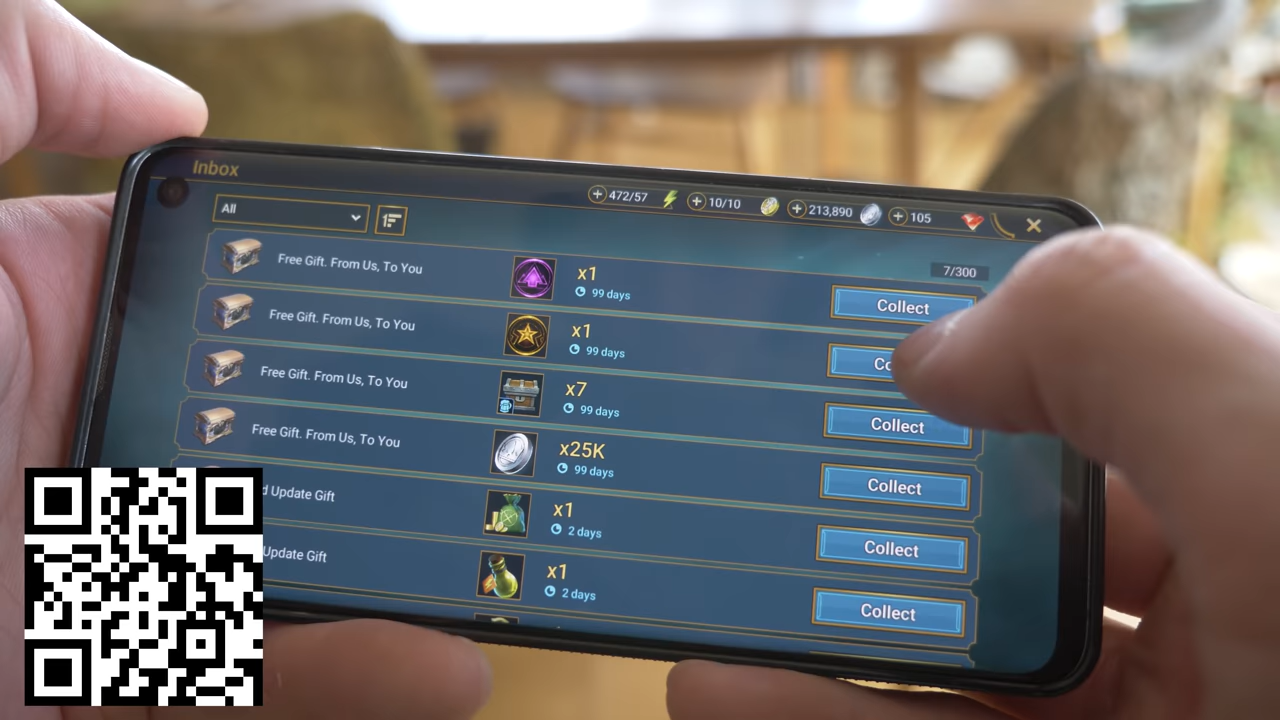 Inbox
472/57
10/10
213,890
105
All
7/300
Free Gift. From Us, To You
x1
99 days
Collect
Free Gift. From Us, To You
x1
99 days
Free Gift. From Us, To You
x7
99 days
Collect
Free Gift. From Us, To You
x25K
99 days
Collect
Update Gift
x1
2 days
Collect
Update Gift
x1
2 days
Collect